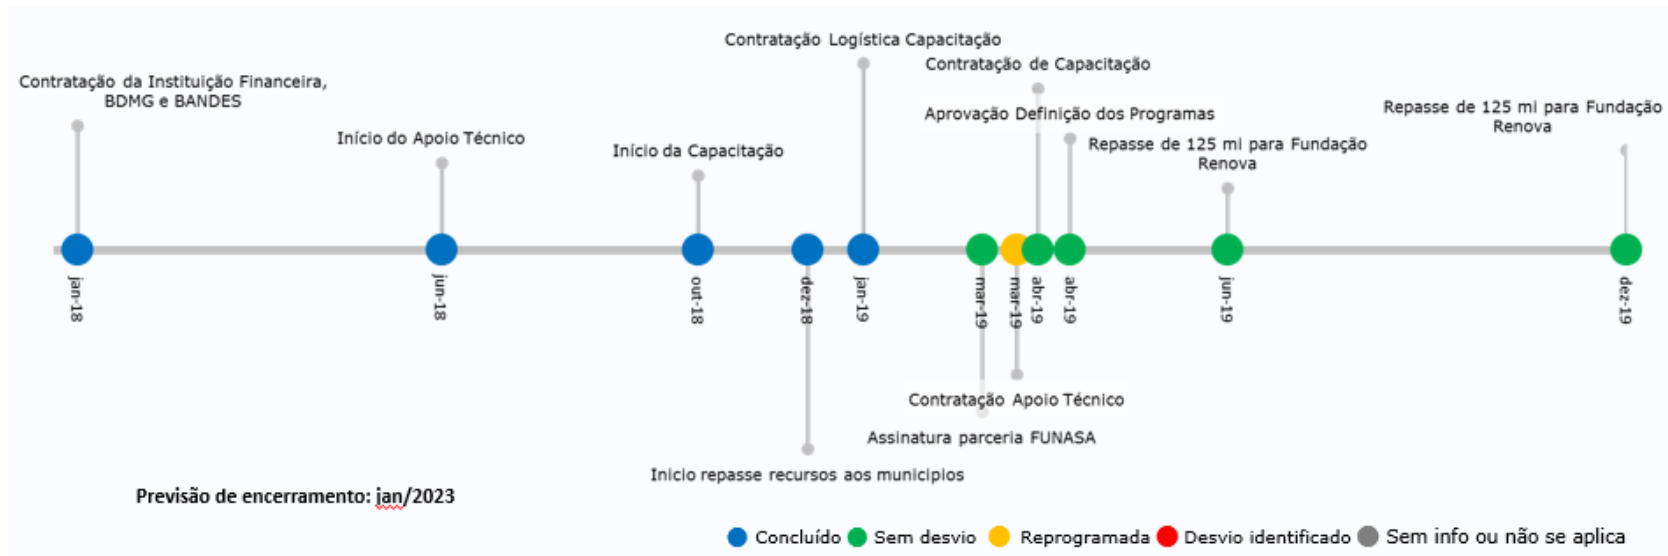 Contratação Logística Capacitação
Contratação de Capacitação
Contratação da Instituição Financeira,
BDMG e BANDES
Início do Apoio Técnico
Início da Capacitação
Aprovação Definição dos Programas
Repasse de 125 mi para Fundação
Renova
Repasse de 125 mi para Fundação
Renova
jan-18
jun-18
out-18
dez-18
jan-19
mar-19
mar-19
abr-19
abr-19
jun-19
dez-19
Contratação Apoio Técnico
Assinatura parceria FUNASA
Inicio repasse recursos aos municipios
Previsão de encerramento: jan/2023
Concluído
Sem desvio
Reprogramada
Desvio identificado
Sem info ou não se aplica